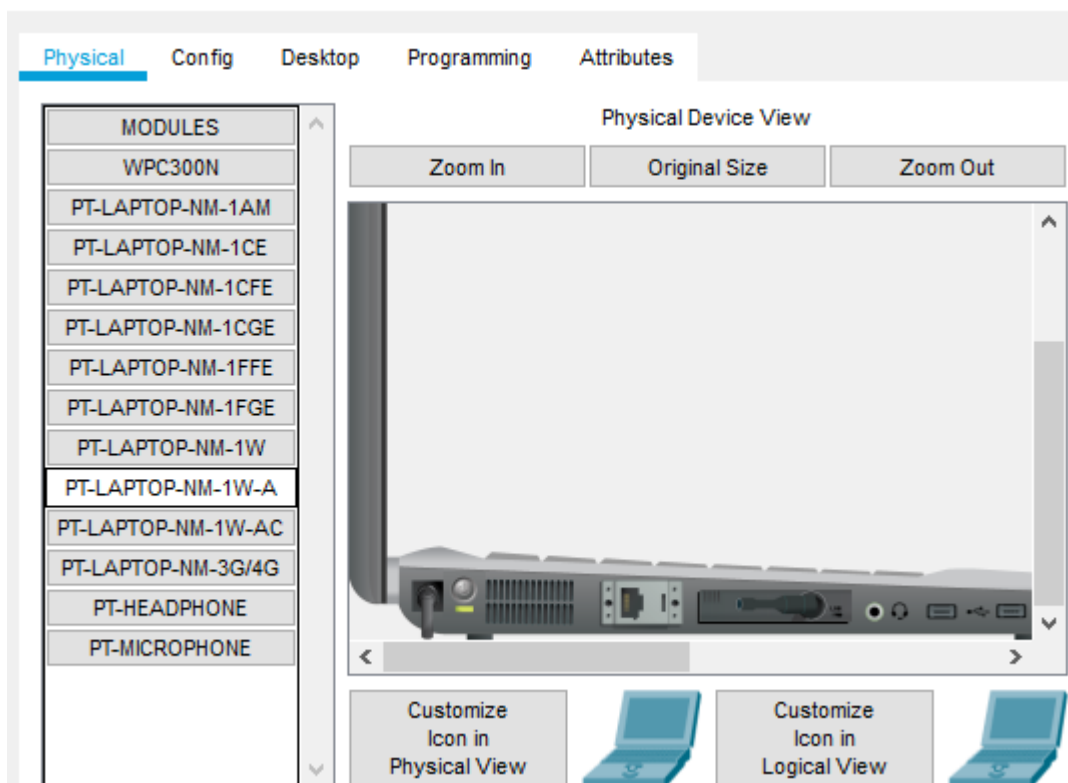 Physical Config Desktop Programming Attributes
MODULES
WPC300N
PT-LAPTOP-NM-1AM
PT-LAPTOP-NM-1CE
PT-LAPTOP-NM-1CFE
PT-LAPTOP-NM-1CGE
PT-LAPTOP-NM-1FFE
PT-LAPTOP-NM-1FGE
PT-LAPTOP-NM-1W
PT-LAPTOP-NM-1W-A
PT-LAPTOP-NM-1W-AC
PT-LAPTOP-NM-3G/4G
PT-HEADPHONE
PT-MICROPHONE
Physical Device View
Zoom In Original Size Zoom Out
Customize
Icon in
Physical View
Customize
Icon in
Logical View